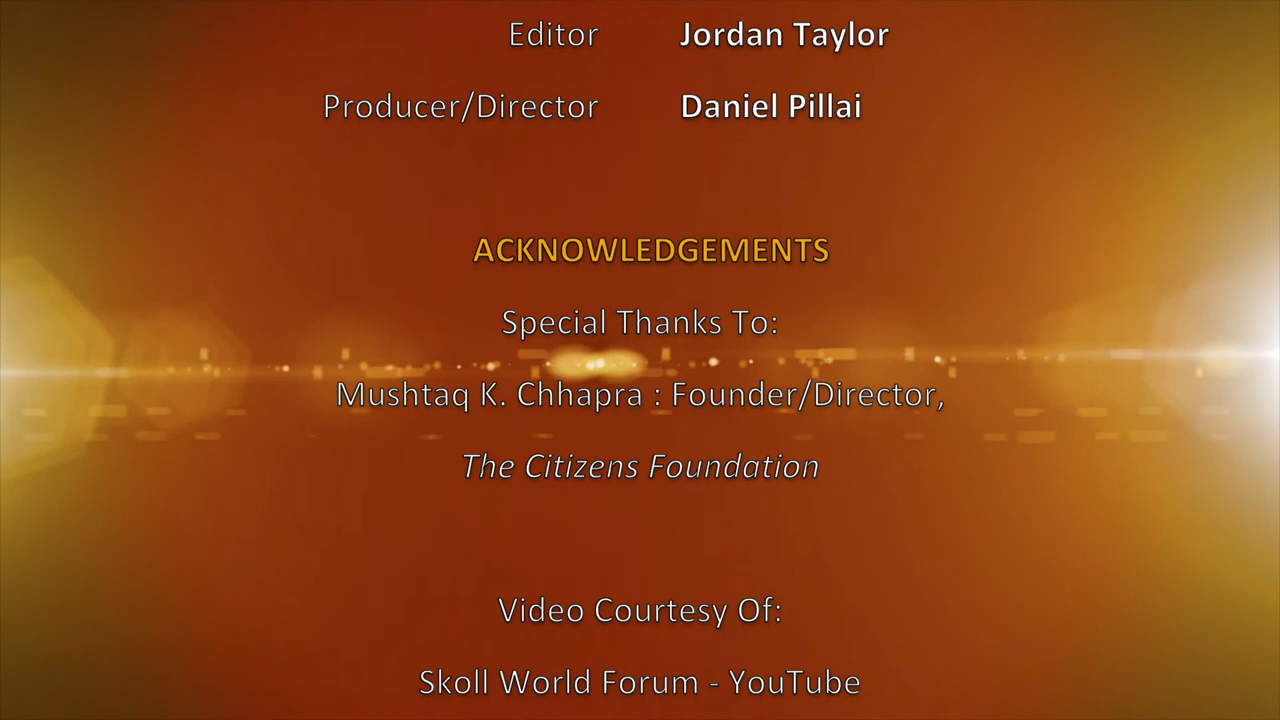 Editor Jordan Taylor
Producer/Director Daniel Pillai
ACKNOWLEDGEMENTS
Special Thanks To:
Mushtaq K. Chhapra : Founder/Director,
The Citizens Foundation
Video Courtesy Of:
Skoll World Forum - YouTube